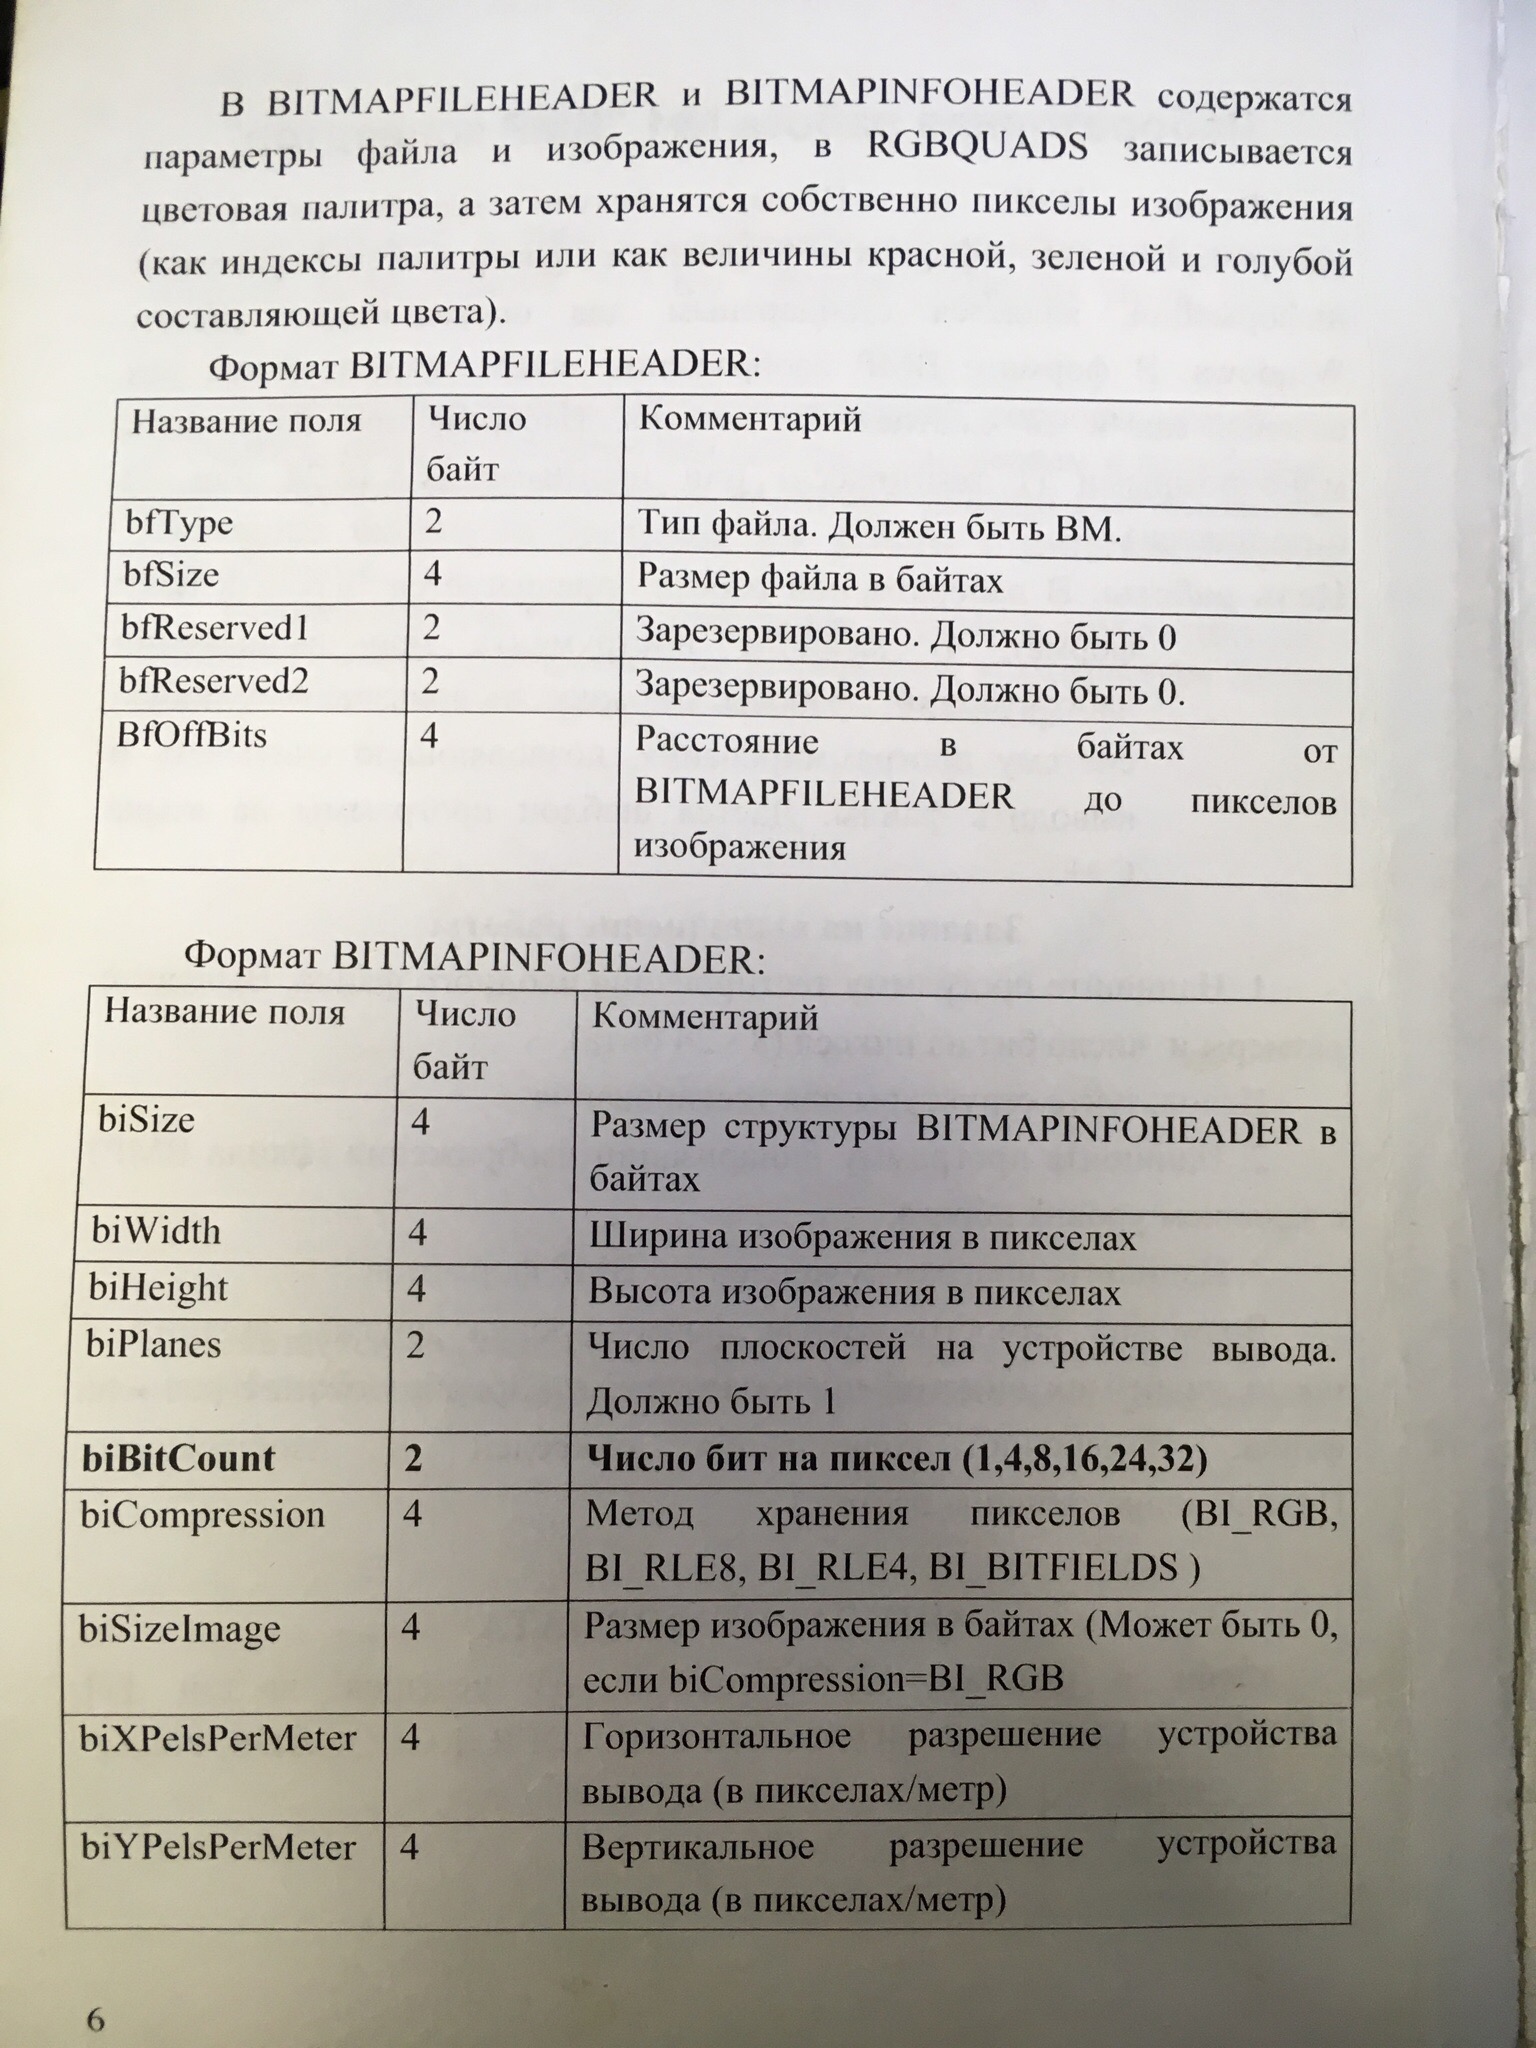 В BITMAPFILEHEADER и BITMAPINFOHEADER содержатся
параметры файла и изображения, в RGBQUADS записывается
цветовая палитра, а затем хранятся собственно пикселы изображения
(как индексы палитры или как величины красной, зеленой и голубой
составляющей цвета).
Формат BITMAPFILEHEADER:
Название поля Число Комментарий
байт
bfType 2 Тип файла. Должен быть BM.
bfSize 4 Размер файла в байтах
bfReserved1 2 Зарезервировано. Должно быть 0
bfReserved2 2 Зарезервировано. Должно быть 0.
BfOffBits 4 Расстояние в байтах от
BITMAPFILEHEADER до пикселов
изображения
Формат BITMAPINFOHEADER:
Название поля Число Комментарий
байт
biSize 4 Размер структуры BITMAPINFOHEADER в
байтах
biWidth 4 Ширина изображения в пикселах
biHeight 4 Высота изображения в пикселах
biPlanes 2 Число плоскостей на устройстве вывода.
Должно быть 1
biBitCount 2 Число бит на пиксел (1,4,8,16,24,32)
biCompression 4 Метод хранения пикселов (BI_RGB,
BI_RLE8, BI_RLE4, BI_BITFIELDS )
biSizeImage 4 Размер изображения в байтах (Может быть 0,
если biCompression=BI_RGB
biXPelsPerMeter 4 Горизонтальное разрешение устройства
вывода (в пикселах/метр)
biYPelsPerMeter 4 Вертикальное разрешение устройства
вывода (в пикселах/метр)
6